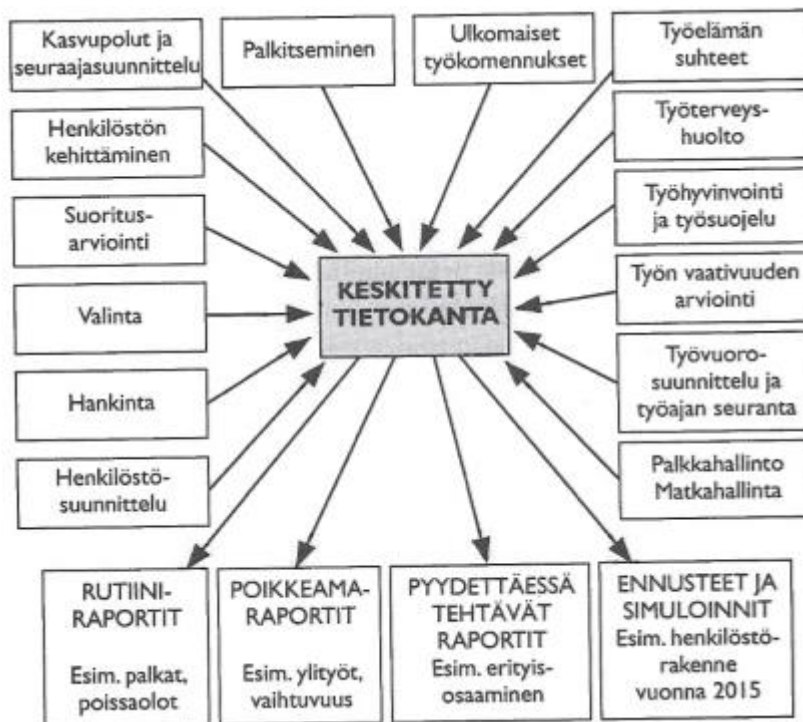 Kasvupolut ja
seuraajasuunnittelu
Palkitseminen
Ulkomaiset
työkomennukset
Työelämän
suhteet
Henkilöstön
kehittäminen
Työterveys-
huolto
Suoritus-
arviointi
Työhyvinvointi
ja työsuojelu
Valinta
KESKITETTY
TIETOKANTA
Työn vaativuuden
arviointi
Hankinta
Työvuoro-
suunnittelu ja
työajan seuranta
Henkilöstö-
suunnittelu
Palkkahallinto
Matkahallinta
RUTIINI-
RAPORTIT
Esim. palkat,
poissaolot
POIKKEAMA-
RAPORTIT
Esim. ylityöt,
vaihtuvuus
PYYDETTÄESSÄ
TEHTÄVÄT
RAPORTIT
Esim. erityis-
osaaminen
ENNUSTEET JA
SIMULOINNIT
Esim. henkilöstö-
rakenne
vuonna 2015